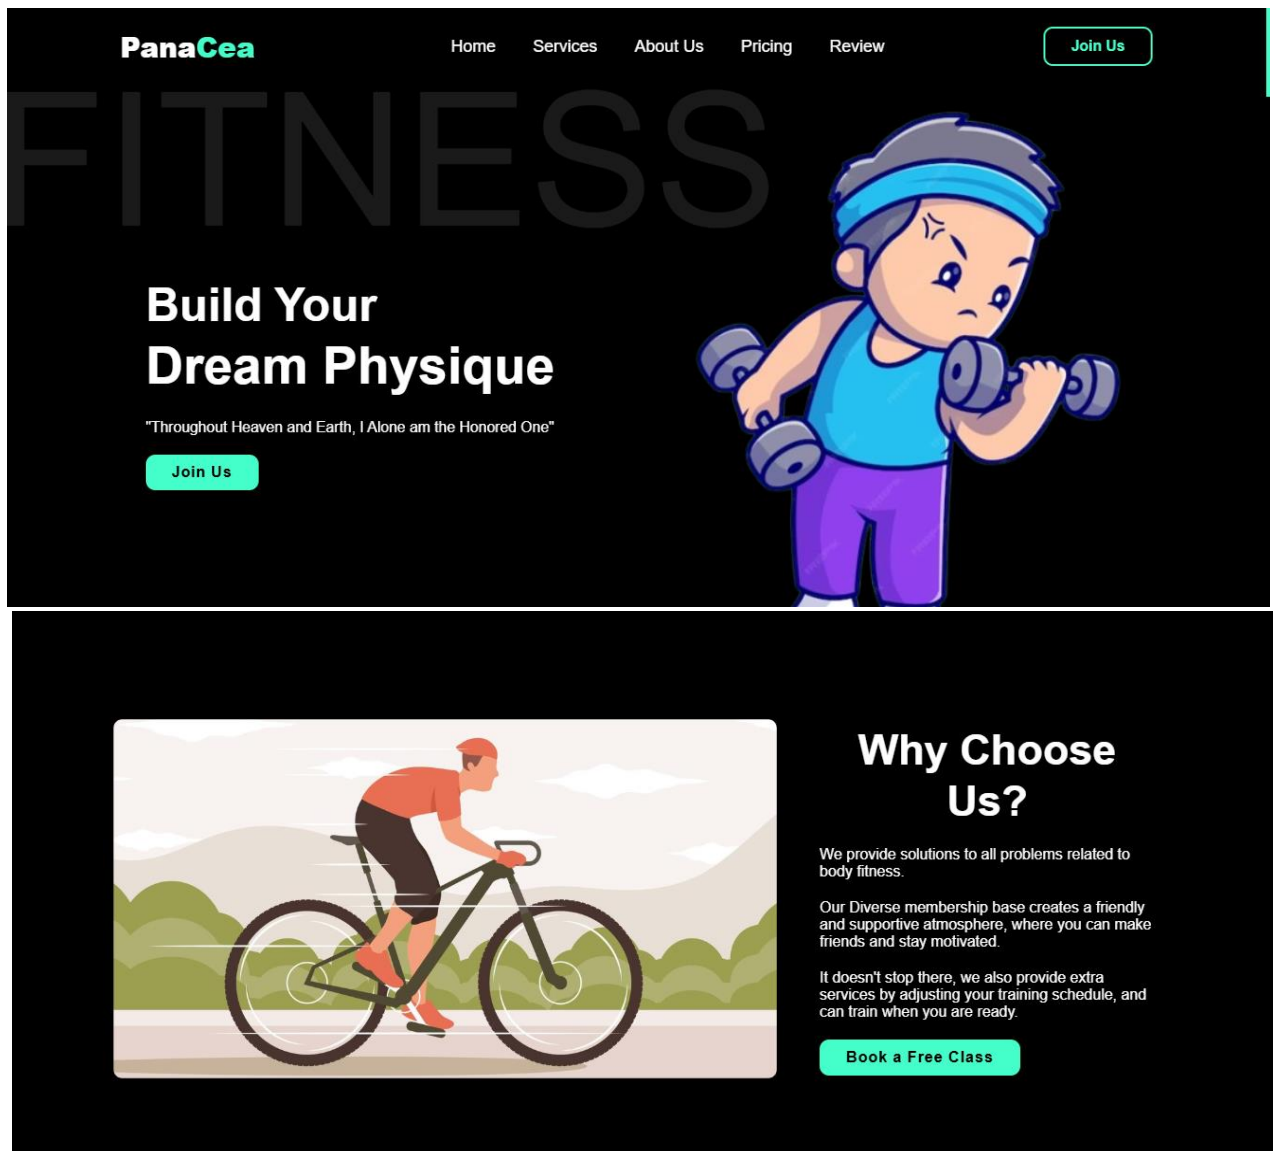 PanaCea
Home Services About Us Pricing Review
Join Us
FITNESS
Build Your
Dream Physique
"Throughout Heaven and Earth, I Alone am the Honored One"
Join Us
Why Choose
Us?
We provide solutions to all problems related to
body fitness.
Our Diverse membership base creates a friendly
and supportive atmosphere, where you can make
friends and stay motivated.
It doesn't stop there, we also provide extra
services by adjusting your training schedule, and
can train when you are ready.
Book a Free Class